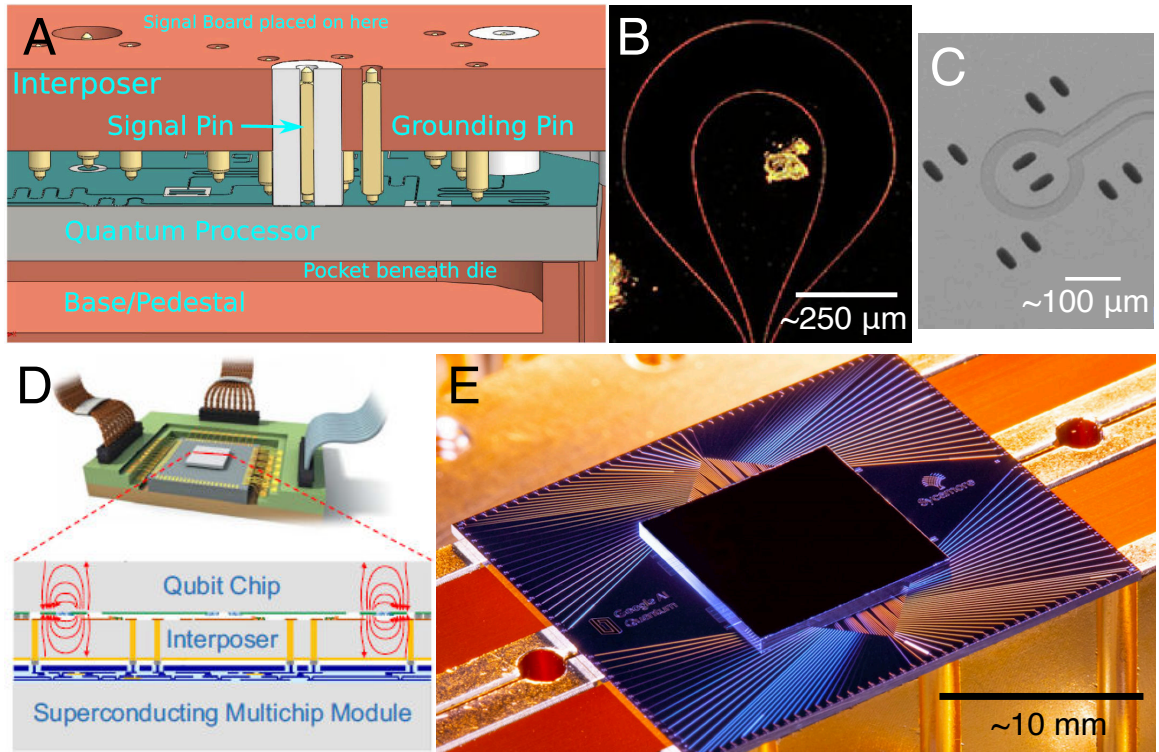 A
Signal Board placed on here
Interposer
Signal Pin
Grounding Pin
Quantum Processor
Pocket beneath die
Base/Pedestal
B
~250 μm
C
~100 μm
D
Qubit Chip
Interposer
Superconducting Multichip Module
E
Sycamore
Google AI
Quantum
~10 mm